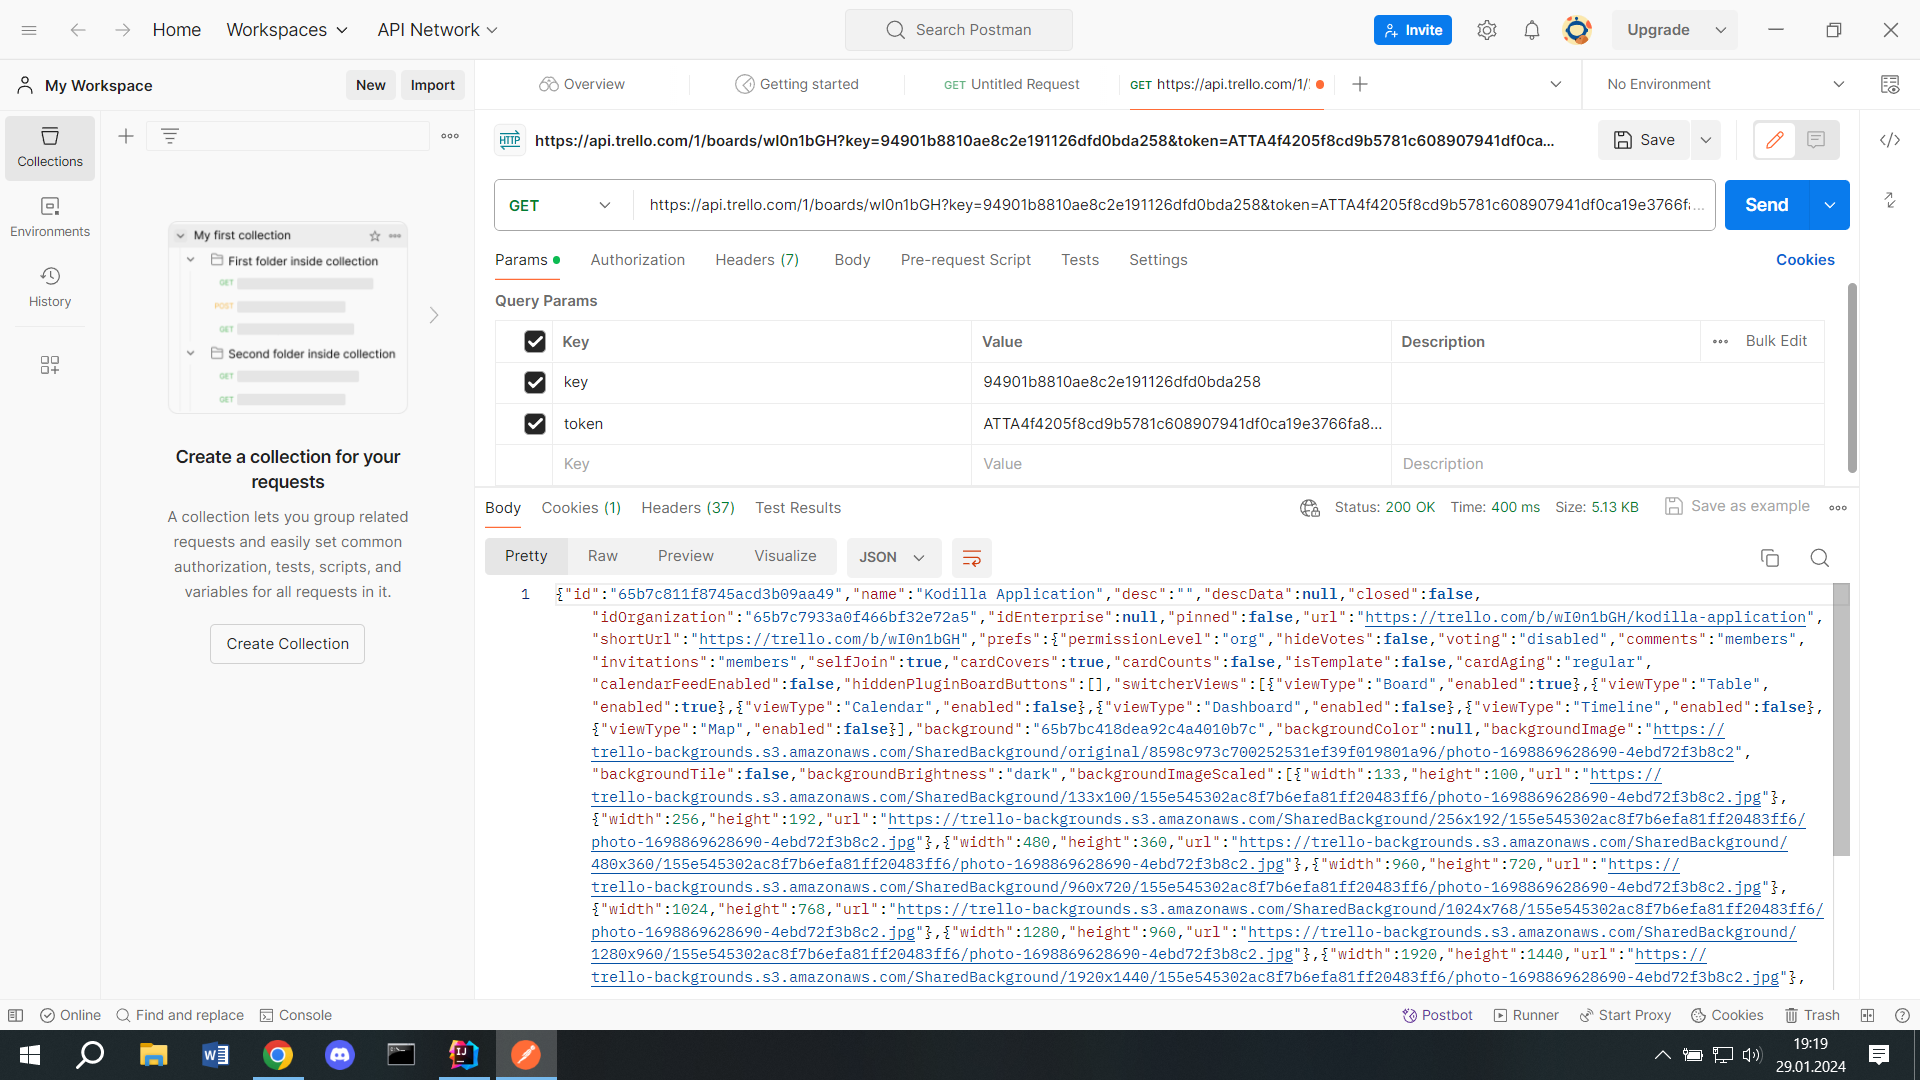 Home
Workspaces
API Network
Search Postman
Invite
Upgrade
My Workspace
New
Import
Overview
Getting started
GET Untitled Request
GET https://api.trello.com/1/
No Environment
Collections
Environments
History
HTTP
https://api.trello.com/1/boards/wI0n1bGH?key=94901b8810ae8c2e191126dfd0bda258&token=ATTA4f4205f8cd9b5781c608907941df0ca...
Save
GET
https://api.trello.com/1/boards/wI0n1bGH?key=94901b8810ae8c2e191126dfd0bda258&token=ATTA4f4205f8cd9b5781c608907941df0ca19e3766fa...
Send
Params
Authorization
Headers (7)
Body
Pre-request Script
Tests
Settings
Cookies
Query Params
Key
Value
Description
Bulk Edit
key
94901b8810ae8c2e191126dfd0bda258
token
ATTA4f4205f8cd9b5781c608907941df0ca19e3766fa8...
Key
Value
Description
My first collection
First folder inside collection
GET
POST
GET
Second folder inside collection
GET
GET
Create a collection for your
requests
A collection lets you group related
requests and easily set common
authorization, tests, scripts, and
variables for all requests in it.
Create Collection
Body
Cookies (1)
Headers (37)
Test Results
Status: 200 OK
Time: 400 ms
Size: 5.13 KB
Save as example
Pretty
Raw
Preview
Visualize
JSON
1
{"id":"65b7c811f8745acd3b09aa49","name":"Kodilla Application","desc":"","descData":null,"closed":false,
"idOrganization":"65b7c7933a0f466bf32e72a5","idEnterprise":null,"pinned":false,"url":"https://trello.com/b/wI0n1bGH/kodilla-application",
"shortUrl":"https://trello.com/b/wI0n1bGH","prefs":{"permissionLevel":"org","hideVotes":false,"voting":"disabled","comments":"members",
"invitations":"members","selfJoin":true,"cardCovers":true,"cardCounts":false,"isTemplate":false,"cardAging":"regular",
"calendarFeedEnabled":false,"hiddenPluginBoardButtons":[],"switcherViews":[{"viewType":"Board","enabled":true},{"viewType":"Table",
"enabled":true},{"viewType":"Calendar","enabled":false},{"viewType":"Dashboard","enabled":false},{"viewType":"Timeline","enabled":false},
{"viewType":"Map","enabled":false}],"background":"65b7bc418dea92c4a4010b7c","backgroundColor":null,"backgroundImage":"https://
trello-backgrounds.s3.amazonaws.com/SharedBackground/original/8598c973c700252531ef39f019801a96/photo-1698869628690-4ebd72f3b8c2",
"backgroundTile":false,"backgroundBrightness":"dark","backgroundImageScaled":[{"width":133,"height":100,"url":"https://
trello-backgrounds.s3.amazonaws.com/SharedBackground/133x100/155e545302ac8f7b6efa81ff20483ff6/photo-1698869628690-4ebd72f3b8c2.jpg"},
{"width":256,"height":192,"url":"https://trello-backgrounds.s3.amazonaws.com/SharedBackground/256x192/155e545302ac8f7b6efa81ff20483ff6/
photo-1698869628690-4ebd72f3b8c2.jpg"},{"width":480,"height":360,"url":"https://trello-backgrounds.s3.amazonaws.com/SharedBackground/
480x360/155e545302ac8f7b6efa81ff20483ff6/photo-1698869628690-4ebd72f3b8c2.jpg"},{"width":960,"height":720,"url":"https://
trello-backgrounds.s3.amazonaws.com/SharedBackground/960x720/155e545302ac8f7b6efa81ff20483ff6/photo-1698869628690-4ebd72f3b8c2.jpg"},
{"width":1024,"height":768,"url":"https://trello-backgrounds.s3.amazonaws.com/SharedBackground/1024x768/155e545302ac8f7b6efa81ff20483ff6/
photo-1698869628690-4ebd72f3b8c2.jpg"},{"width":1280,"height":960,"url":"https://trello-backgrounds.s3.amazonaws.com/SharedBackground/
1280x960/155e545302ac8f7b6efa81ff20483ff6/photo-1698869628690-4ebd72f3b8c2.jpg"},{"width":1920,"height":1440,"url":"https://
trello-backgrounds.s3.amazonaws.com/SharedBackground/1920x1440/155e545302ac8f7b6efa81ff20483ff6/photo-1698869628690-4ebd72f3b8c2.jpg"},
Online
Find and replace
Console
Postbot
Runner
Start Proxy
Cookies
Trash
19:19
29.01.2024